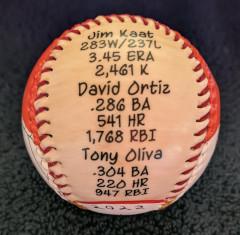 Jim Kaat
283W/237L
3.45 ERA
2,461 K
David Ortiz
.286 BA
541 HR
1,768 RBI
Tony Oliva
.304 BA
220 HR
947 RBI
2022